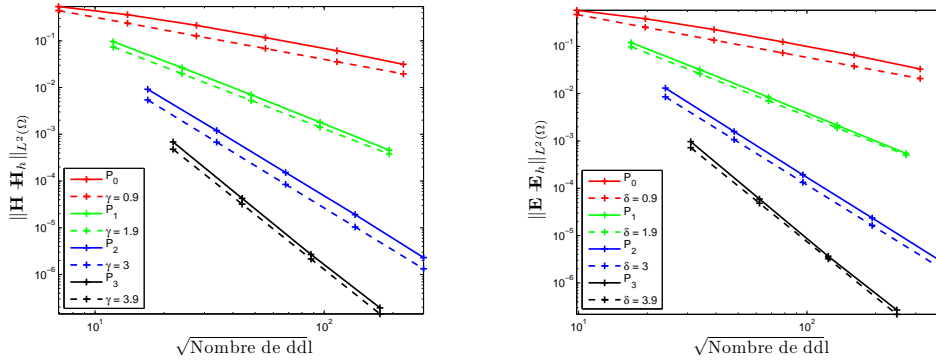 10⁻¹
10⁻²
10⁻³
10⁻⁴
10⁻⁵
10⁻⁶
‖H-H_h‖_{L²(Ω)}
P₀
γ = 0.9
P₁
γ = 1.9
P₂
γ = 3
P₃
γ = 3.9
10¹
10²
√Nombre de ddl
10⁻¹
10⁻²
10⁻³
10⁻⁴
10⁻⁵
10⁻⁶
‖E-E_h‖_{L²(Ω)}
P₀
δ = 0.9
P₁
δ = 1.9
P₂
δ = 3
P₃
δ = 3.9
10¹
10²
√Nombre de ddl